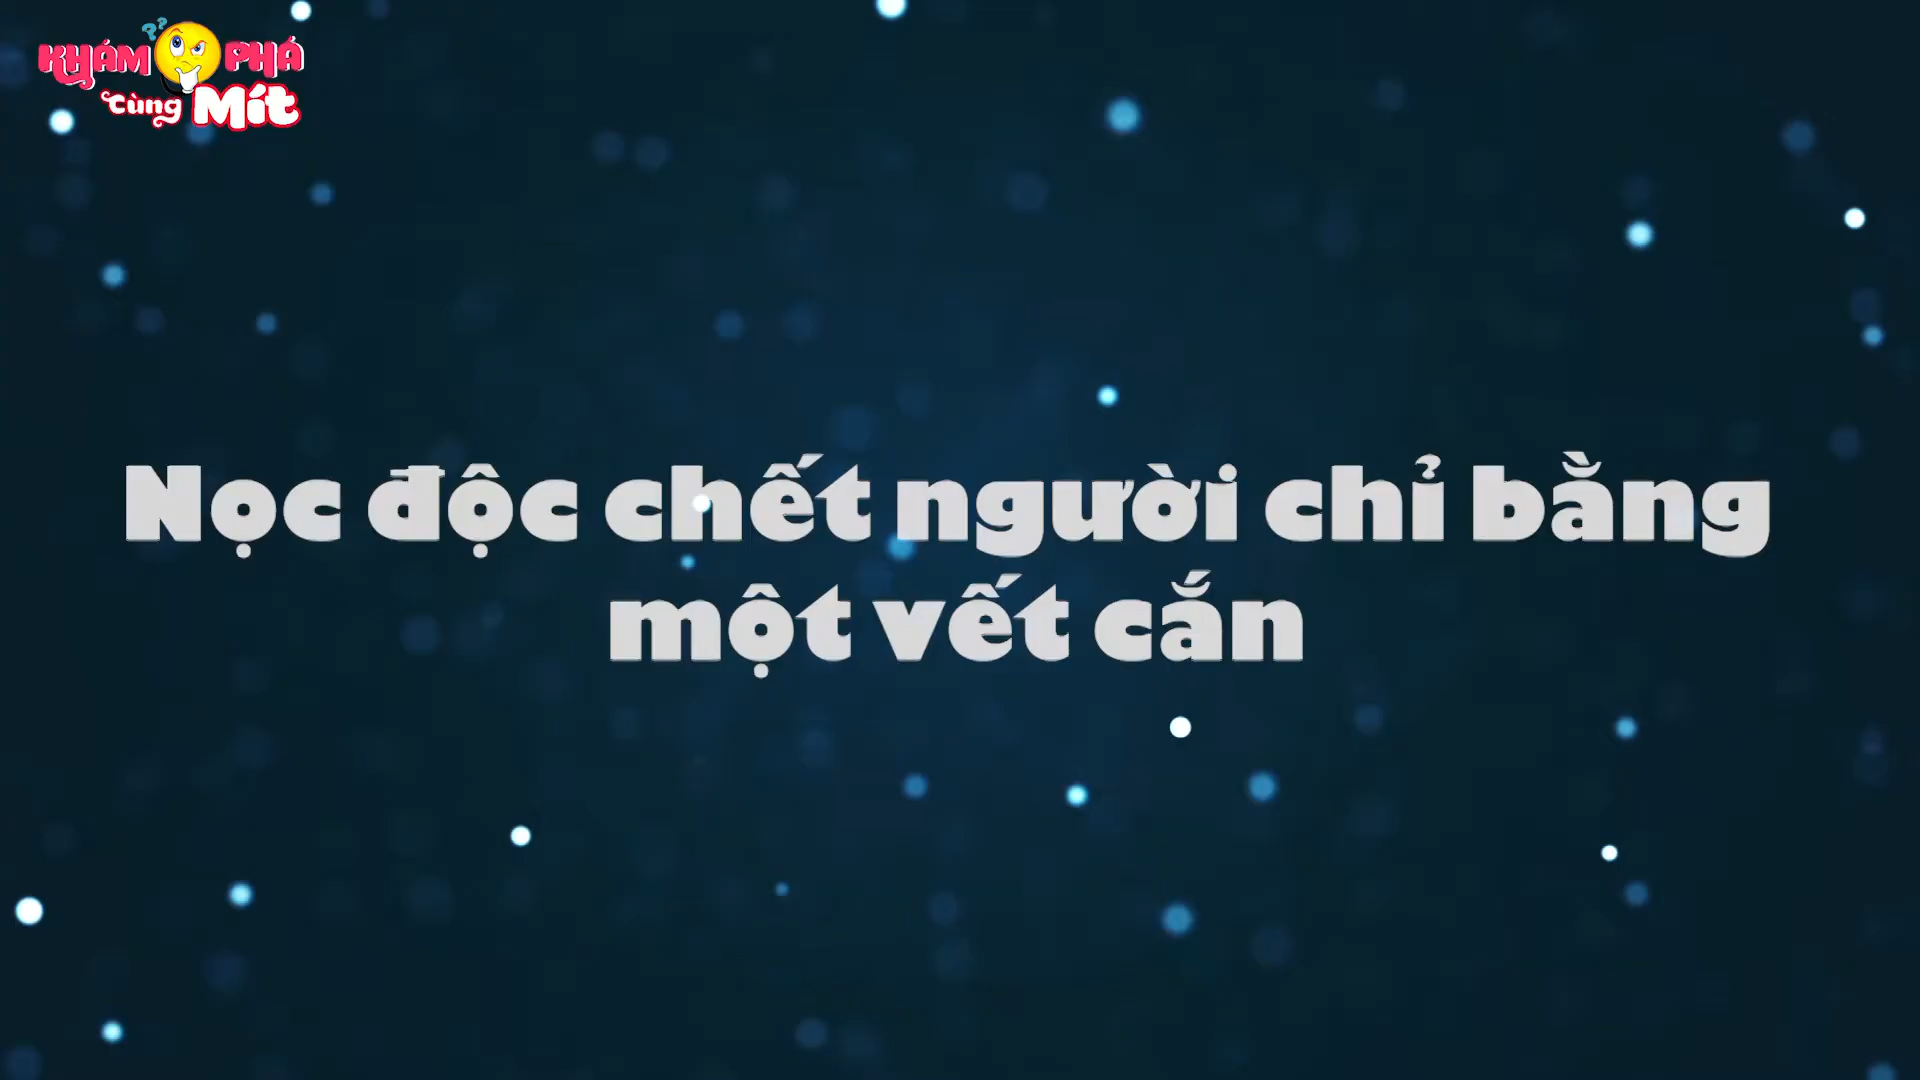 KHÁM PHÁ
Cùng Mít
Nọc độc chết người chỉ bằng
một vết cắn